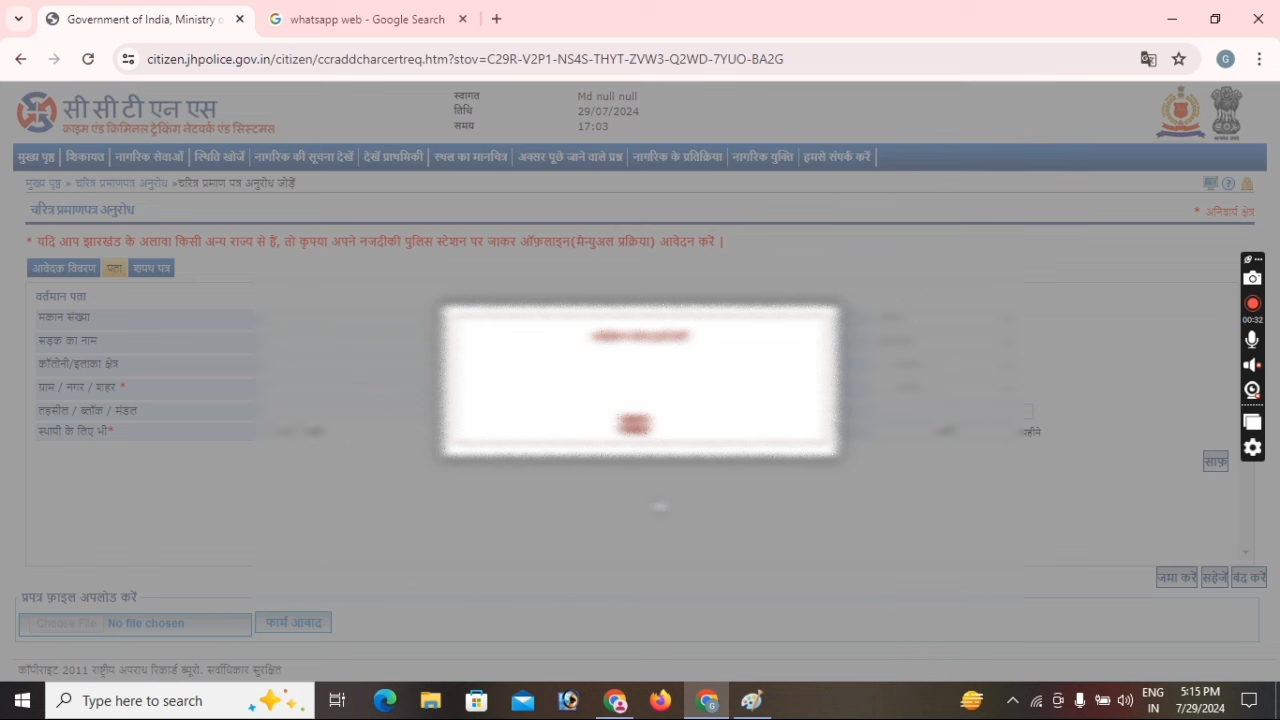 Government of India, Ministry o
whatsapp web - Google Search
citizen.jhpolice.gov.in/citizen/ccraddcharcertreq.htm?stov=C29R-V2P1-NS4S-THYT-ZVW3-Q2WD-7YUO-BA2G
G
सी सी टी एन एस
क्राइम एंड क्रिमिनल ट्रेकिंग् नेटवर्क एंड सिस्टमस
स्वागत Md null null
तिथि 29/07/2024
समय 17:03
मुख्य पृष्ठ शिकायत नागरिक सेवाओं स्थिति खोजें नागरिक की सूचना देखें देखें प्राथमिकी स्थल का मानचित्र अक्सर पूछे जाने वाले प्रश्न नागरिक के प्रतिक्रिया नागरिक युक्ति हमसे संपर्क करें
मुख्य पृष्ठ » चरित्र प्रमाणपत्र अनुरोध »चरित्र प्रमाण पत्र अनुरोध जोड़ें
चरित्र प्रमाणपत्र अनुरोध
* अनिवार्य क्षेत्र
* यदि आप झारखंड के अलावा किसी अन्य राज्य से हैं, तो कृपया अपने नजदीकी पुलिस स्टेशन पर जाकर ऑफ़लाइन(मैन्युअल प्रक्रिया) आवेदन करें |
आवेदक विवरण पता शपथ पत्र
वर्तमान पता
मकान संख्या
सड़क का नाम
कॉलोनी/इलाका क्षेत्र
ग्राम / नगर / शहर *
तहसील / ब्लॉक / मंडल
स्थायी के लिए भी*
महीने
साफ़
जमा करें सहेजें बंद करें
प्रपत्र फ़ाइल अपलोड करें
Choose File No file chosen फार्म आबाद
कॉपीराइट 2011 राष्ट्रीय अपराध रिकार्ड ब्यूरो. सर्वाधिकार सुरक्षित
00:32
Type here to search
ENG
IN
5:15 PM
7/29/2024